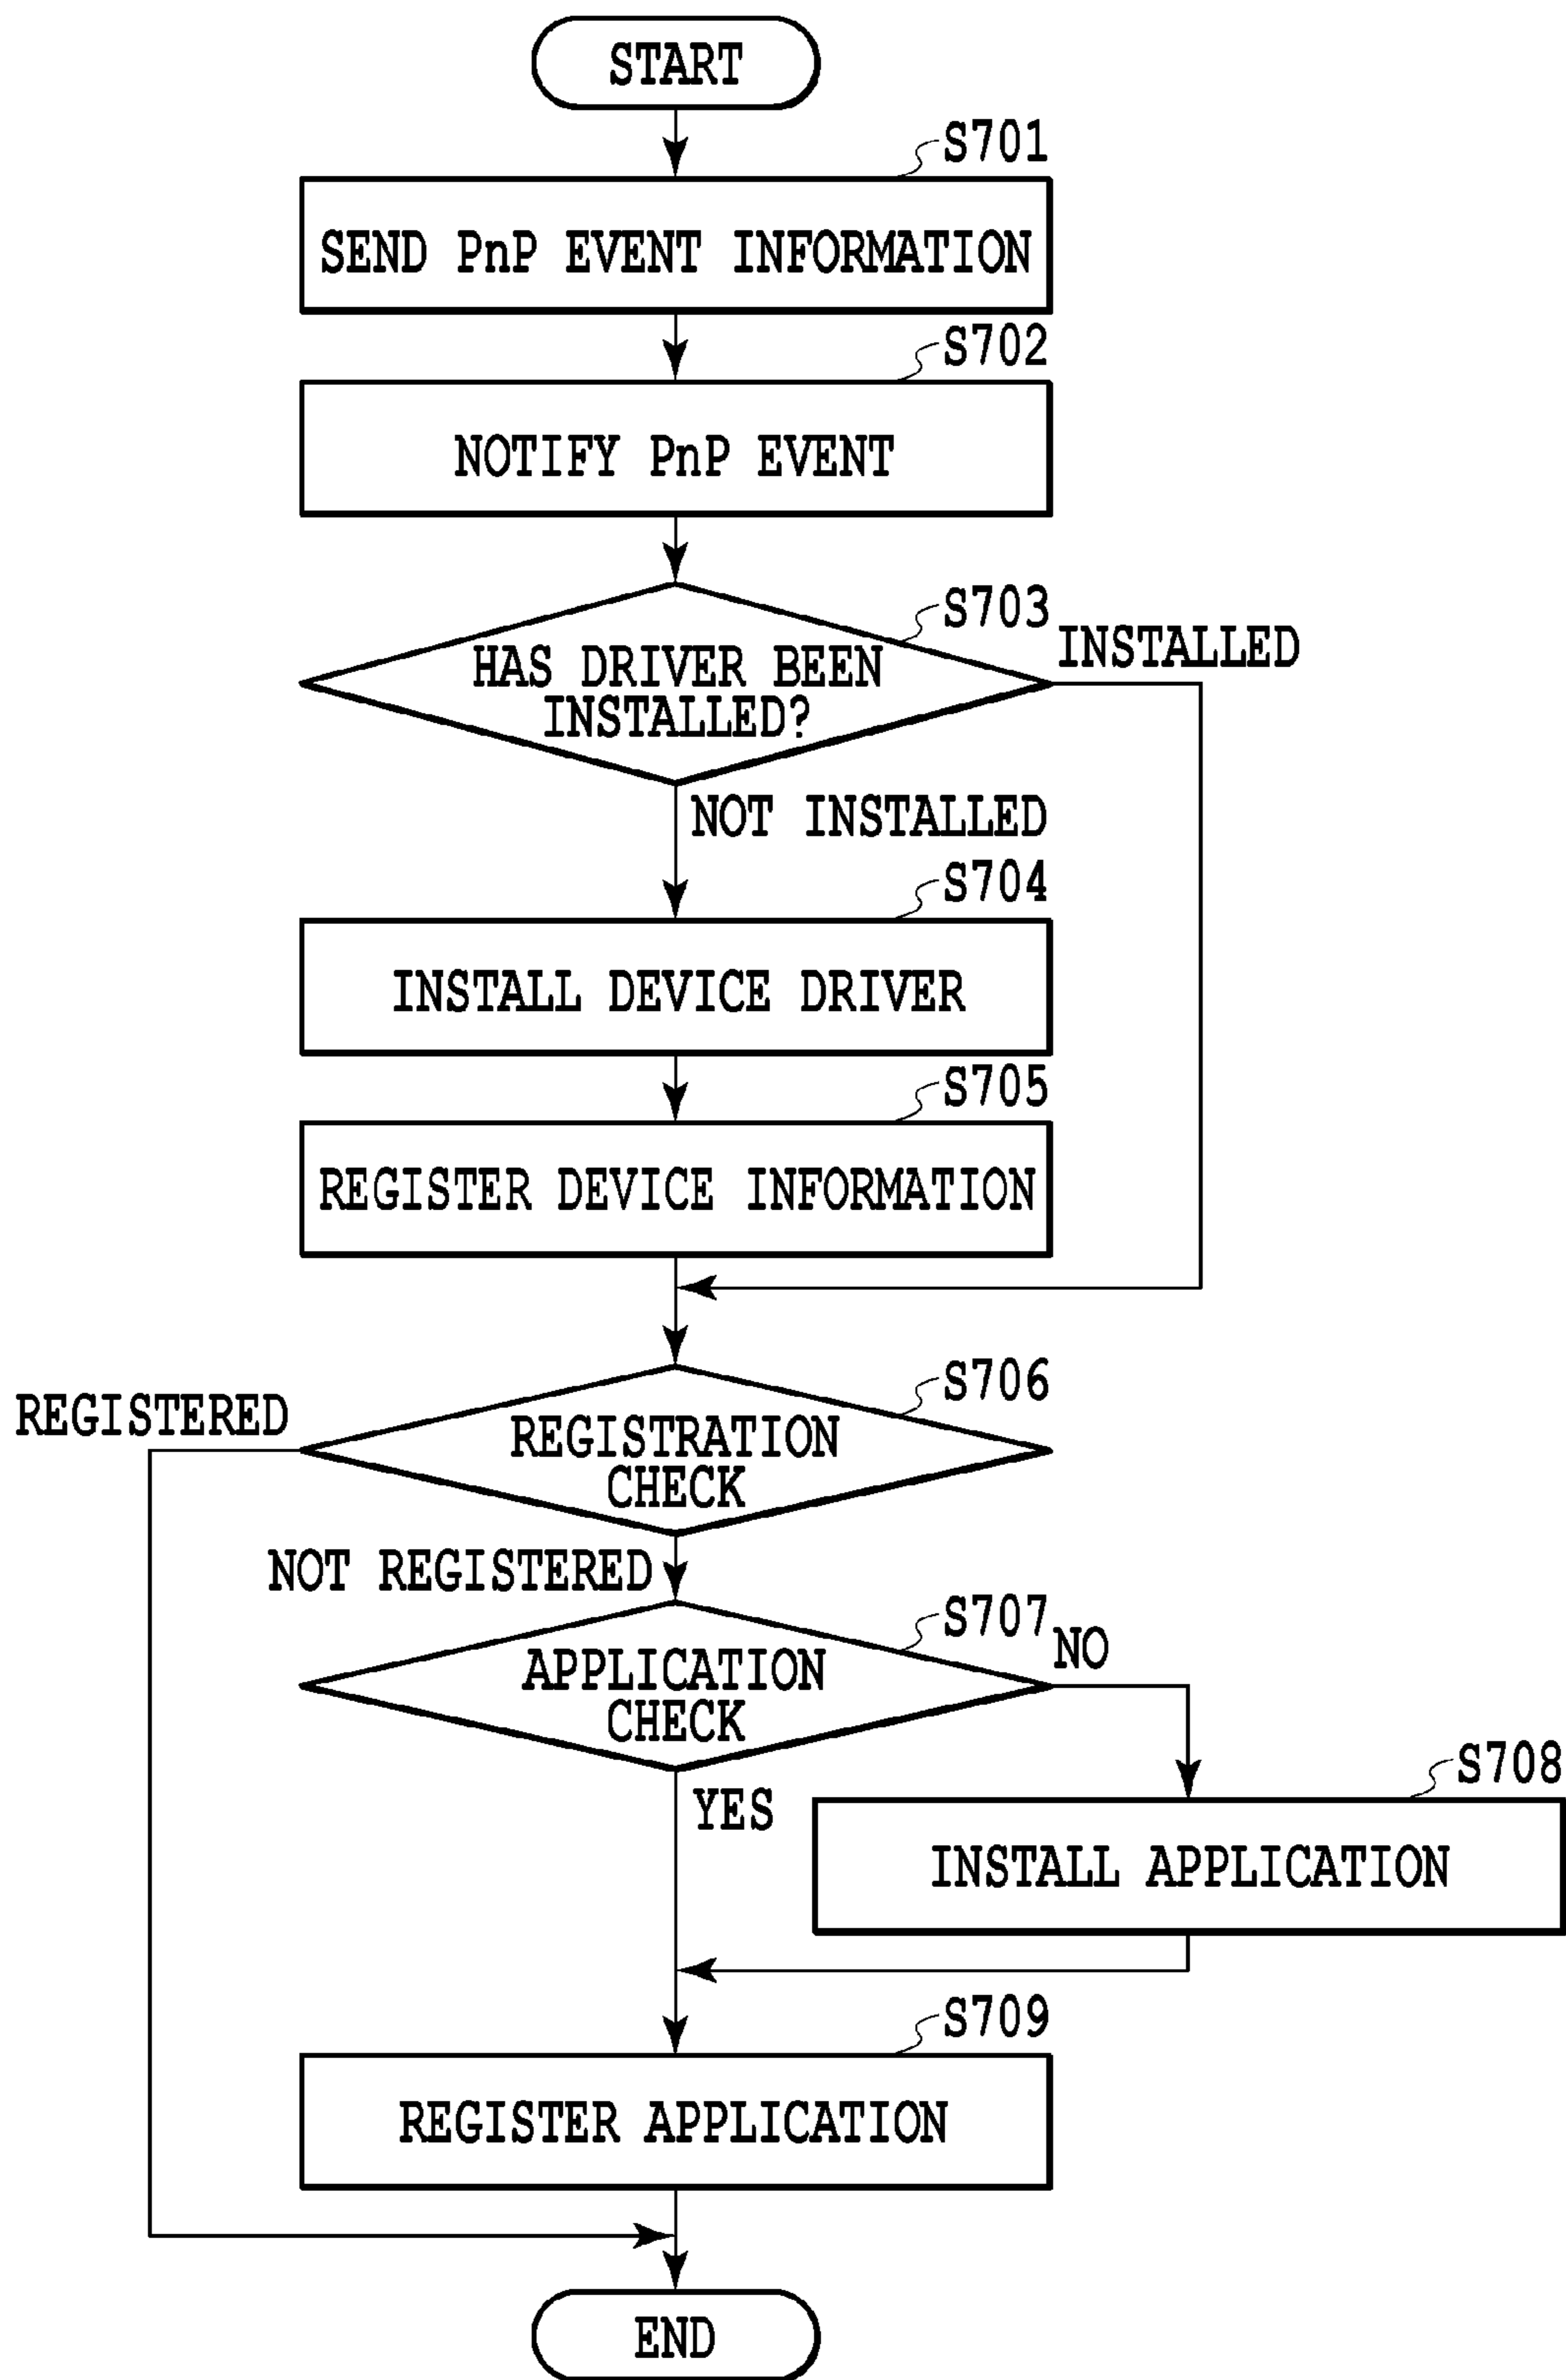 START
S701
SEND PnP EVENT INFORMATION
S702
NOTIFY PnP EVENT
S703
HAS DRIVER BEEN
INSTALLED?
INSTALLED
NOT INSTALLED
S704
INSTALL DEVICE DRIVER
S705
REGISTER DEVICE INFORMATION
S706
REGISTERED
REGISTRATION
CHECK
NOT REGISTERED
S707
NO
APPLICATION
CHECK
S708
YES
INSTALL APPLICATION
S709
REGISTER APPLICATION
END